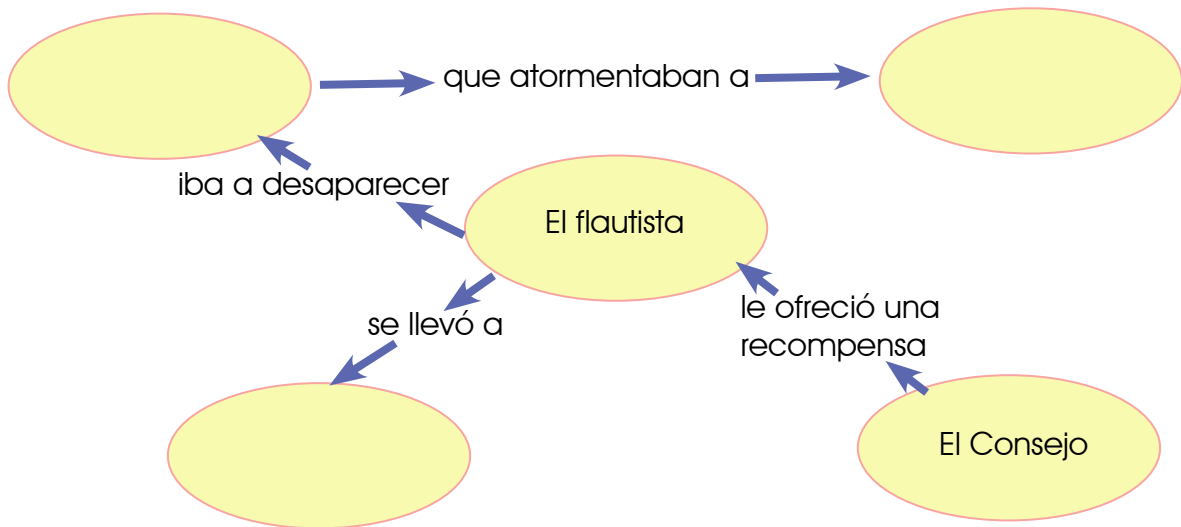 que atormentaban a
iba a desaparecer
El flautista
le ofreció una
recompensa
se llevó a
El Consejo